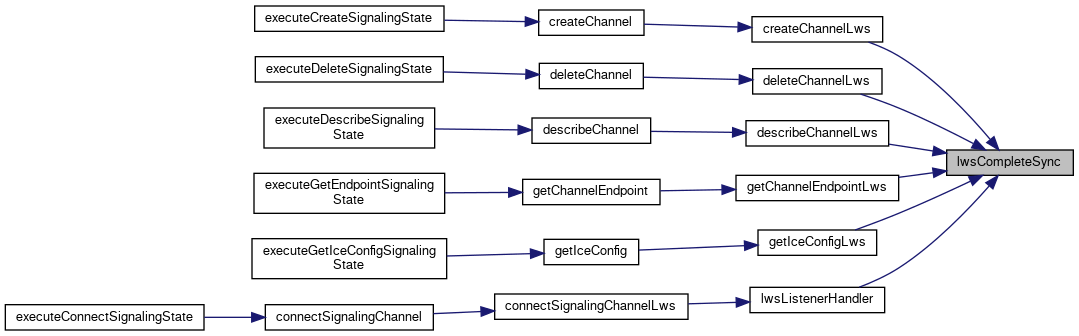 executeCreateSignalingState
createChannel
createChannelLws
executeDeleteSignalingState
deleteChannel
deleteChannelLws
executeDescribeSignaling
State
describeChannel
describeChannelLws
lwsCompleteSync
executeGetEndpointSignaling
State
getChannelEndpoint
getChannelEndpointLws
executeGetIceConfigSignaling
State
getIceConfig
getIceConfigLws
executeConnectSignalingState
connectSignalingChannel
connectSignalingChannelLws
lwsListenerHandler